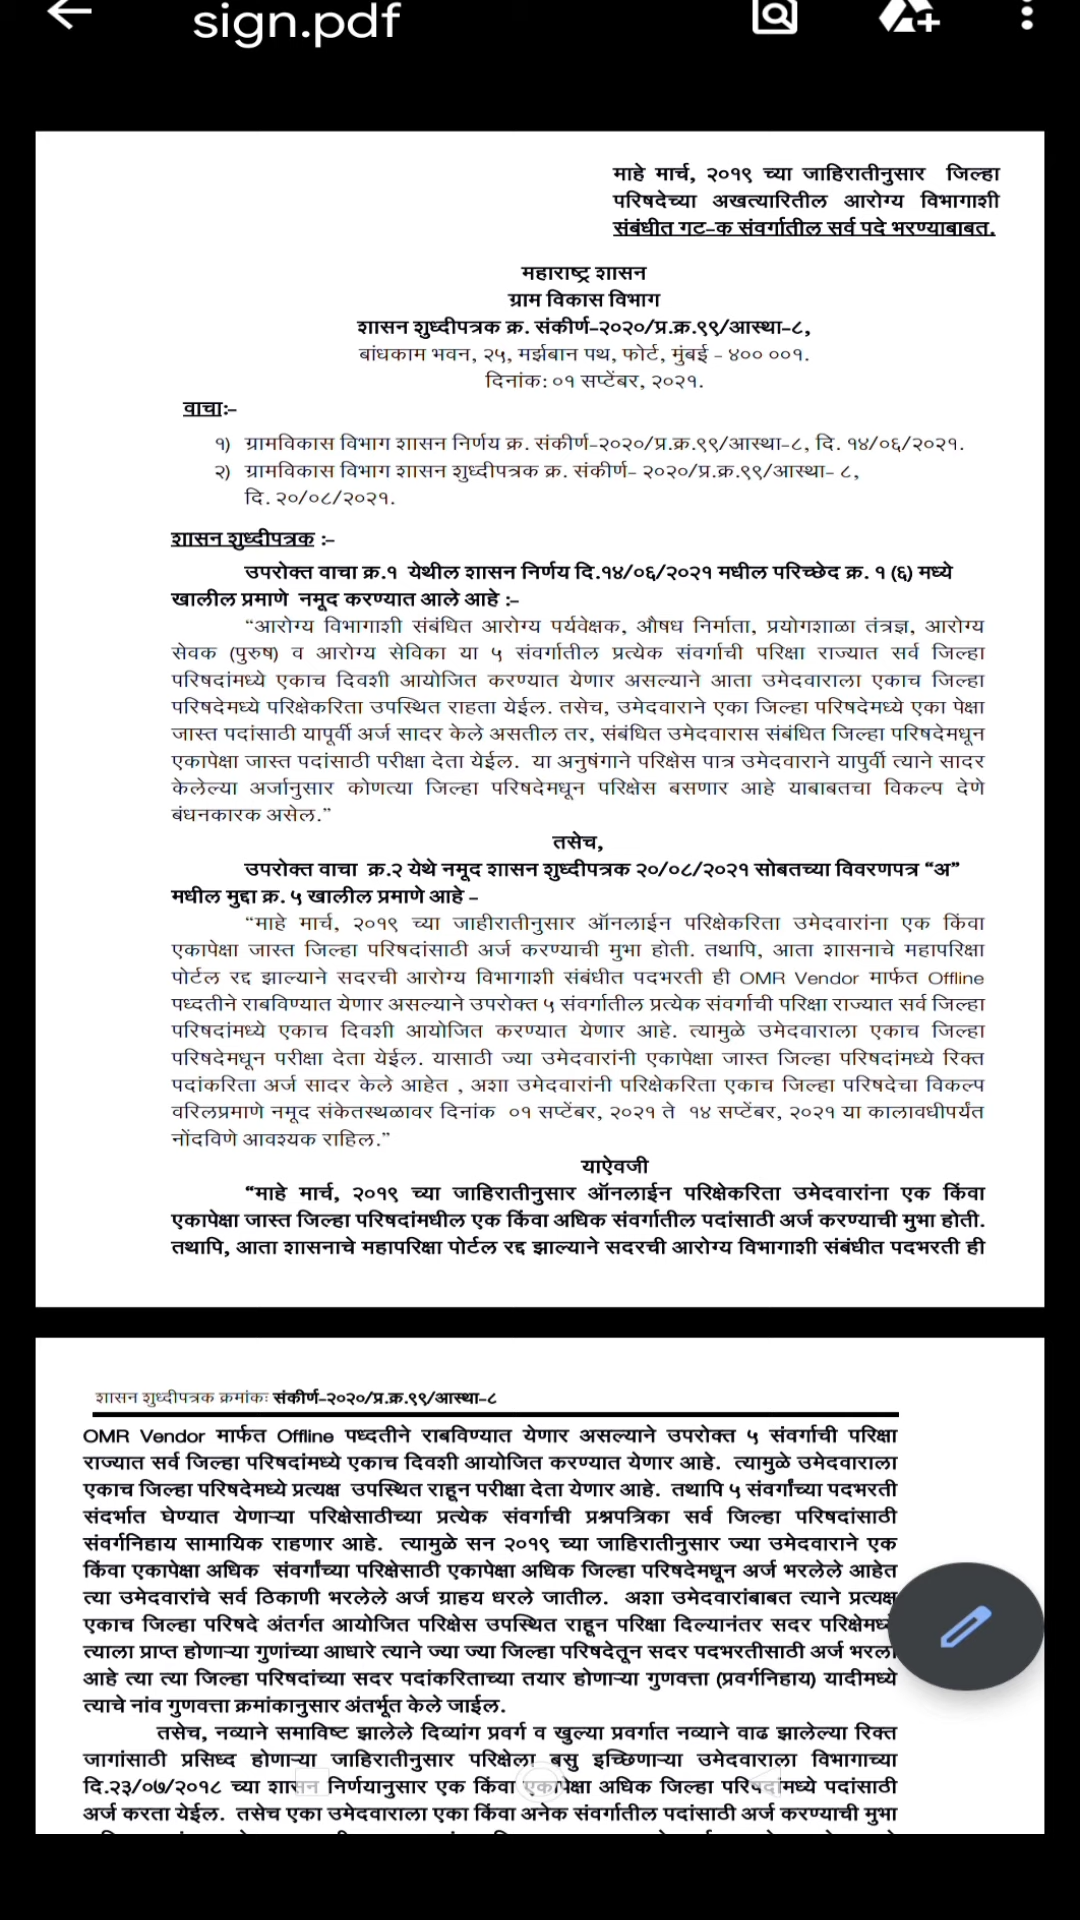 sign.pdf
माहे मार्च, २०१९ च्या जाहिरातीनुसार जिल्हा
परिषदेच्या अखत्यारितील आरोग्य विभागाशी
संबंधीत गट-क संवर्गातील सर्व पदे भरण्याबाबत.
महाराष्ट्र शासन
ग्राम विकास विभाग
शासन शुध्दीपत्रक क्र. संकीर्ण-२०२०/प्र.क्र.९९/आस्था-८,
बांधकाम भवन, २५, मर्झबान पथ, फोर्ट, मुंबई - ४०० ००१.
दिनांक: ०१ सप्टेंबर, २०२१.
वाचा:-
१) ग्रामविकास विभाग शासन निर्णय क्र. संकीर्ण-२०२०/प्र.क्र.९९/आस्था-८, दि. १४/०६/२०२१.
२) ग्रामविकास विभाग शासन शुध्दीपत्रक क्र. संकीर्ण- २०२०/प्र.क्र.९९/आस्था- ८,
दि. २०/०८/२०२१.
शासन शुध्दीपत्रक :-
उपरोक्त वाचा क्र.१ येथील शासन निर्णय दि.१४/०६/२०२१ मधील परिच्छेद क्र. १ (६) मध्ये
खालील प्रमाणे नमूद करण्यात आले आहे :-
“आरोग्य विभागाशी संबंधित आरोग्य पर्यवेक्षक, औषध निर्माता, प्रयोगशाळा तंत्रज्ञ, आरोग्य
सेवक (पुरुष) व आरोग्य सेविका या ५ संवर्गातील प्रत्येक संवर्गाची परिक्षा राज्यात सर्व जिल्हा
परिषदांमध्ये एकाच दिवशी आयोजित करण्यात येणार असल्याने आता उमेदवाराला एकाच जिल्हा
परिषदेमध्ये परिक्षेकरिता उपस्थित राहता येईल. तसेच, उमेदवाराने एका जिल्हा परिषदेमध्ये एका पेक्षा
जास्त पदांसाठी यापूर्वी अर्ज सादर केले असतील तर, संबंधित उमेदवारास संबंधित जिल्हा परिषदेमधून
एकापेक्षा जास्त पदांसाठी परीक्षा देता येईल. या अनुषंगाने परिक्षेस पात्र उमेदवाराने यापुर्वी त्याने सादर
केलेल्या अर्जानुसार कोणत्या जिल्हा परिषदेमधून परिक्षेस बसणार आहे याबाबतचा विकल्प देणे
बंधनकारक असेल.”
तसेच,
उपरोक्त वाचा क्र.२ येथे नमूद शासन शुध्दीपत्रक २०/०८/२०२१ सोबतच्या विवरणपत्र “अ”
मधील मुद्दा क्र. ५ खालील प्रमाणे आहे -
“माहे मार्च, २०१९ च्या जाहीरातीनुसार ऑनलाईन परिक्षेकरिता उमेदवारांना एक किंवा
एकापेक्षा जास्त जिल्हा परिषदांसाठी अर्ज करण्याची मुभा होती. तथापि, आता शासनाचे महापरिक्षा
पोर्टल रद्द झाल्याने सदरची आरोग्य विभागाशी संबंधीत पदभरती ही OMR Vendor मार्फत Offline
पध्दतीने राबविण्यात येणार असल्याने उपरोक्त ५ संवर्गातील प्रत्येक संवर्गाची परिक्षा राज्यात सर्व जिल्हा
परिषदांमध्ये एकाच दिवशी आयोजित करण्यात येणार आहे. त्यामुळे उमेदवाराला एकाच जिल्हा
परिषदेमधून परीक्षा देता येईल. यासाठी ज्या उमेदवारांनी एकापेक्षा जास्त जिल्हा परिषदांमध्ये रिक्त
पदांकरिता अर्ज सादर केले आहेत , अशा उमेदवारांनी परिक्षेकरिता एकाच जिल्हा परिषदेचा विकल्प
वरिलप्रमाणे नमूद संकेतस्थळावर दिनांक ०१ सप्टेंबर, २०२१ ते १४ सप्टेंबर, २०२१ या कालावधीपर्यंत
नोंदविणे आवश्यक राहिल.”
याऐवजी
“माहे मार्च, २०१९ च्या जाहिरातीनुसार ऑनलाईन परिक्षेकरिता उमेदवारांना एक किंवा
एकापेक्षा जास्त जिल्हा परिषदांमधील एक किंवा अधिक संवर्गातील पदांसाठी अर्ज करण्याची मुभा होती.
तथापि, आता शासनाचे महापरिक्षा पोर्टल रद्द झाल्याने सदरची आरोग्य विभागाशी संबंधीत पदभरती ही
शासन शुध्दीपत्रक क्रमांकः संकीर्ण-२०२०/प्र.क्र.९९/आस्था-८
OMR Vendor मार्फत Offline पध्दतीने राबविण्यात येणार असल्याने उपरोक्त ५ संवर्गाची परिक्षा
राज्यात सर्व जिल्हा परिषदांमध्ये एकाच दिवशी आयोजित करण्यात येणार आहे. त्यामुळे उमेदवाराला
एकाच जिल्हा परिषदेमध्ये प्रत्यक्ष उपस्थित राहून परीक्षा देता येणार आहे. तथापि ५ संवर्गांच्या पदभरती
संदर्भात घेण्यात येणाऱ्या परिक्षेसाठीच्या प्रत्येक संवर्गाची प्रश्नपत्रिका सर्व जिल्हा परिषदांसाठी
संवर्गनिहाय सामायिक राहणार आहे. त्यामुळे सन २०१९ च्या जाहिरातीनुसार ज्या उमेदवाराने एक
किंवा एकापेक्षा अधिक संवर्गांच्या परिक्षेसाठी एकापेक्षा अधिक जिल्हा परिषदेमधून अर्ज भरलेले आहेत
त्या उमेदवारांचे सर्व ठिकाणी भरलेले अर्ज ग्राहय धरले जातील. अशा उमेदवारांबाबत त्याने प्रत्यक्ष
एकाच जिल्हा परिषदे अंतर्गत आयोजित परिक्षेस उपस्थित राहून परिक्षा दिल्यानंतर सदर
त्याला प्राप्त होणाऱ्या गुणांच्या आधारे त्याने ज्या ज्या जिल्हा परिषदेतून सदर पदभरतीसाठी अर्ज भरला
आहे त्या त्या जिल्हा परिषदांच्या सदर पदांकरिताच्या तयार होणाऱ्या गुणवत्ता (प्रवर्गनिहाय) यादीमध्ये
त्याचे नांव गुणवत्ता क्रमांकानुसार अंतर्भूत केले जाईल.
तसेच, नव्याने समाविष्ट झालेले दिव्यांग प्रवर्ग व खुल्या प्रवर्गात नव्याने वाढ झालेल्या रिक्त
जागांसाठी प्रसिध्द होणाऱ्या जाहिरातीनुसार परिक्षेला बसु इच्छिणाऱ्या उमेदवाराला विभागाच्या
दि.२३/०७/२०१८ च्या शासन निर्णयानुसार एक किंवा एकापेक्षा अधिक जिल्हा परिषदांमध्ये पदांसाठी
अर्ज करता येईल. तसेच एका उमेदवाराला एका किंवा अनेक संवर्गातील पदांसाठी अर्ज करण्याची मुभा